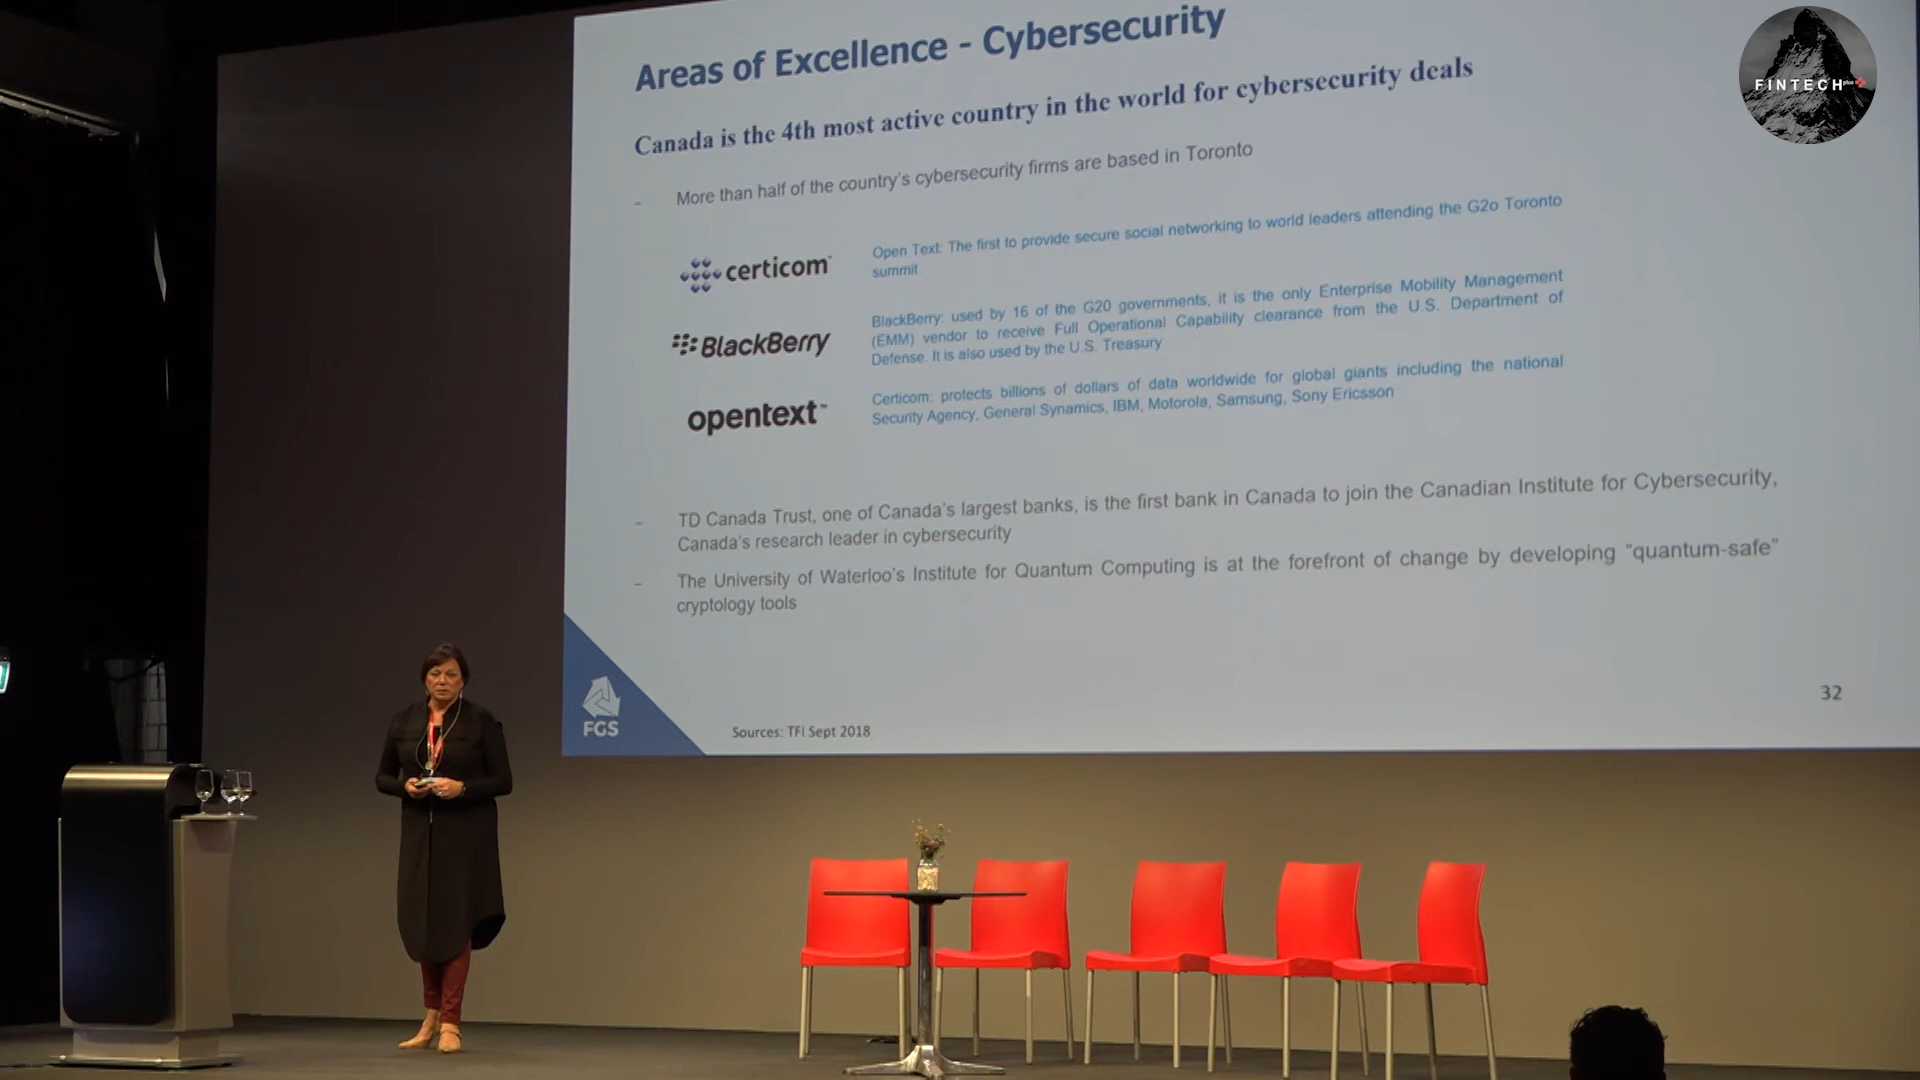 Areas of Excellence - Cybersecurity
FINTECH plus
Canada is the 4th most active country in the world for cybersecurity deals
- More than half of the country's cybersecurity firms are based in Toronto
certicom™
Open Text: The first to provide secure social networking to world leaders attending the G2o Toronto
summit
BlackBerry
BlackBerry: used by 16 of the G20 governments, it is the only Enterprise Mobility Management
(EMM) vendor to receive Full Operational Capability clearance from the U.S. Department of
Defense. It is also used by the U.S. Treasury
opentext™
Certicom: protects billions of dollars of data worldwide for global giants including the national
Security Agency, General Synamics, IBM, Motorola, Samsung, Sony Ericsson
- TD Canada Trust, one of Canada's largest banks, is the first bank in Canada to join the Canadian Institute for Cybersecurity,
Canada's research leader in cybersecurity
- The University of Waterloo's Institute for Quantum Computing is at the forefront of change by developing "quantum-safe"
cryptology tools
FGS
Sources: TFI Sept 2018
32